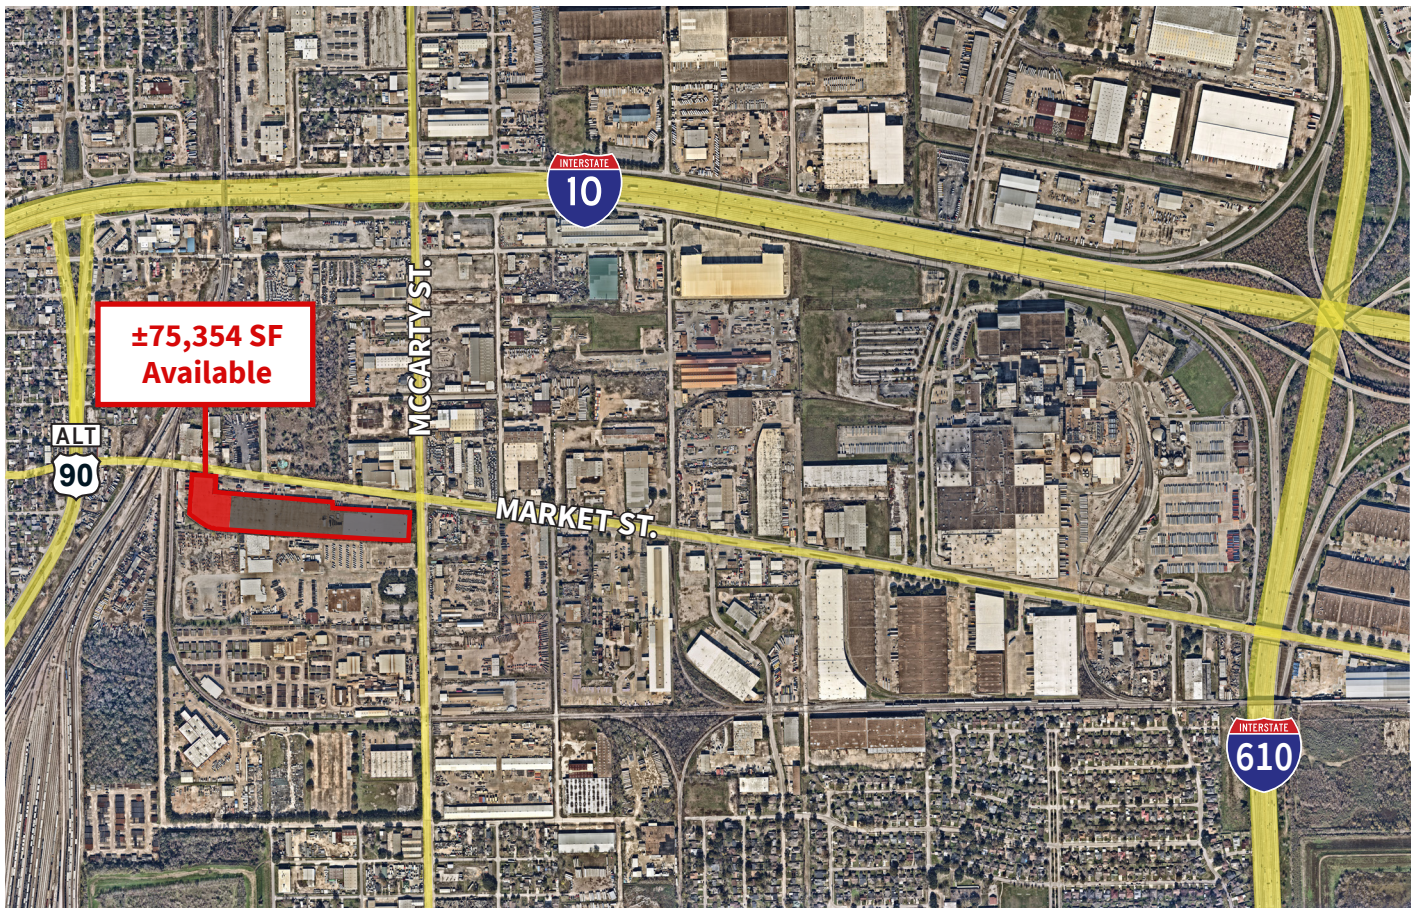 INTERSTATE
10
MCCARTY ST.
±75,354 SF
Available
ALT
90
MARKET ST.
INTERSTATE
610